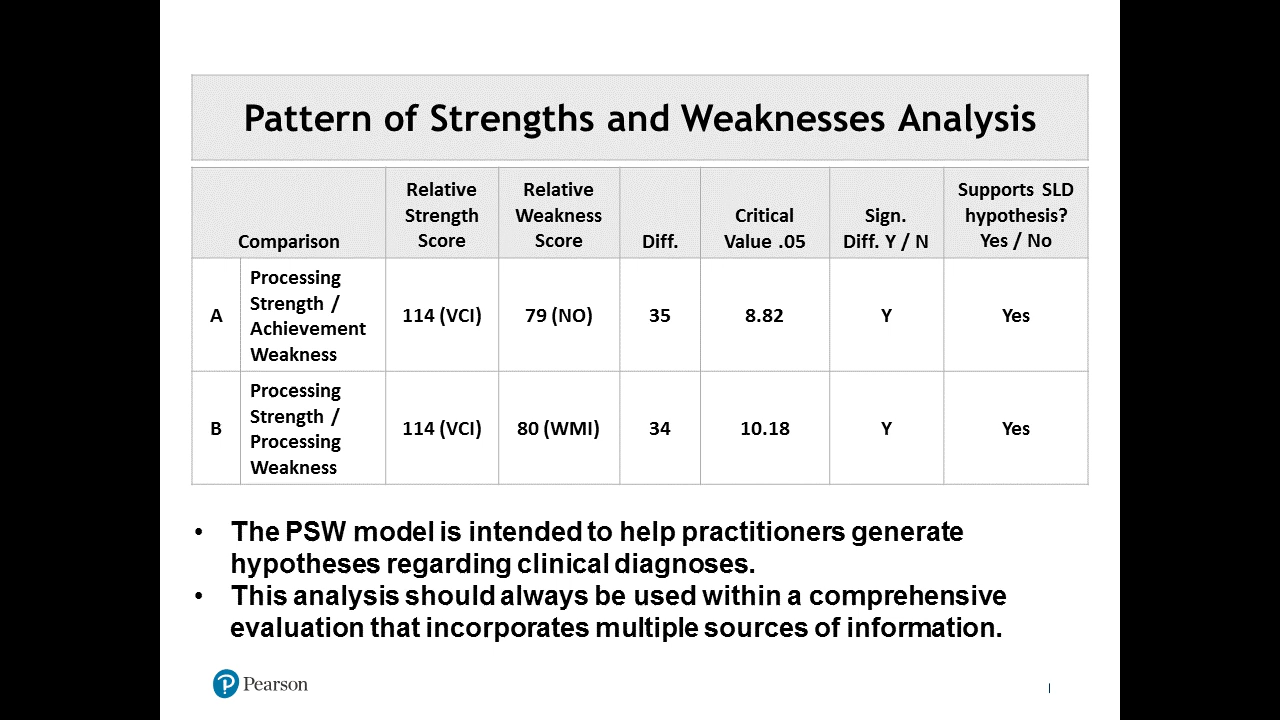 Pattern of Strengths and Weaknesses Analysis
Comparison
Relative
Strength
Score
Relative
Weakness
Score
Diff.
Critical
Value .05
Sign.
Diff. Y / N
Supports SLD
hypothesis?
Yes / No
A
Processing
Strength /
Achievement
Weakness
114 (VCI)
79 (NO)
35
8.82
Y
Yes
B
Processing
Strength /
Processing
Weakness
114 (VCI)
80 (WMI)
34
10.18
Y
Yes
• The PSW model is intended to help practitioners generate
hypotheses regarding clinical diagnoses.
• This analysis should always be used within a comprehensive
evaluation that incorporates multiple sources of information.
P Pearson
|